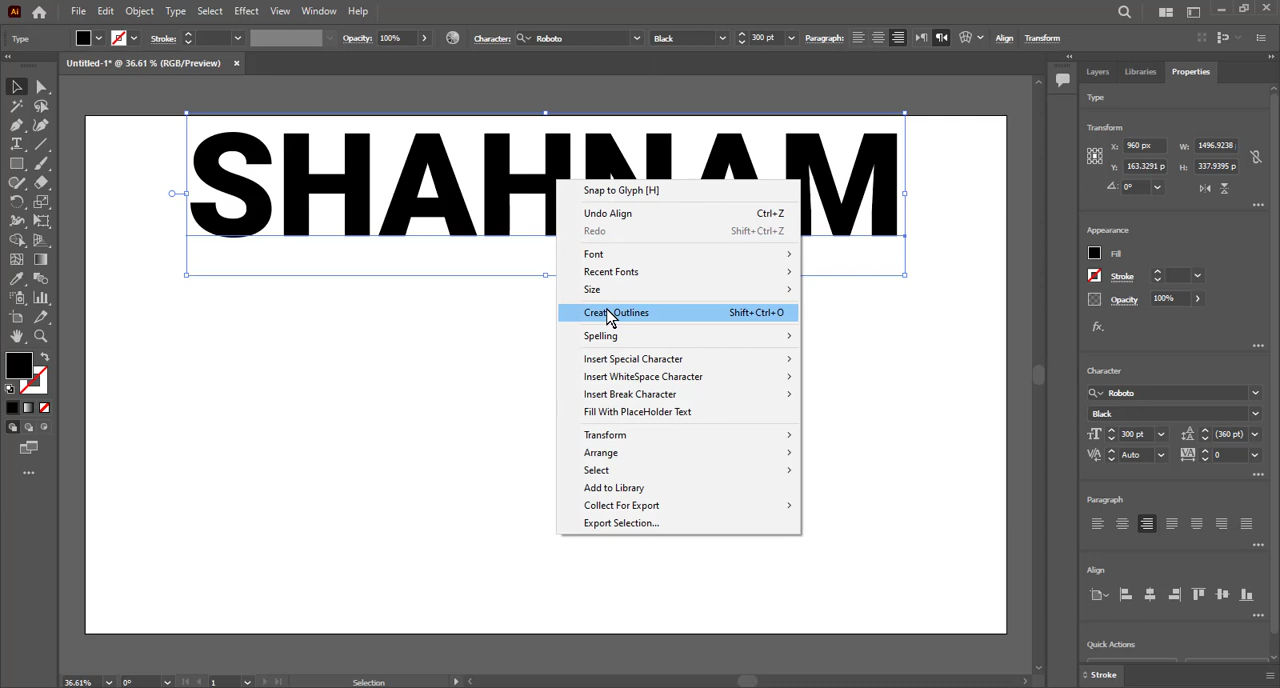 Ai File Edit Object Type Select Effect View Window Help
Type Stroke: Opacity: 100% Character: Roboto Black 300 pt Paragraph: Align Transform
Untitled-1* @ 36.61 % (RGB/Preview) ×
Layers Libraries Properties
Type
Transform
X: 960 px W: 1496.9238
Y: 163.3291 p H: 337.9395 p
0°
Appearance
Fill
Stroke
Opacity 100%
fx.
Character
Roboto
Black
300 pt (360 pt)
Auto 0
Paragraph
Align
Quick Actions
Stroke
SHAHNAM
Snap to Glyph [H]
Undo Align Ctrl+Z
Redo Shift+Ctrl+Z
Font
Recent Fonts
Size
Create Outlines Shift+Ctrl+O
Spelling
Insert Special Character
Insert WhiteSpace Character
Insert Break Character
Fill With PlaceHolder Text
Transform
Arrange
Select
Add to Library
Collect For Export
Export Selection...
36.61% 0° 1 Selection